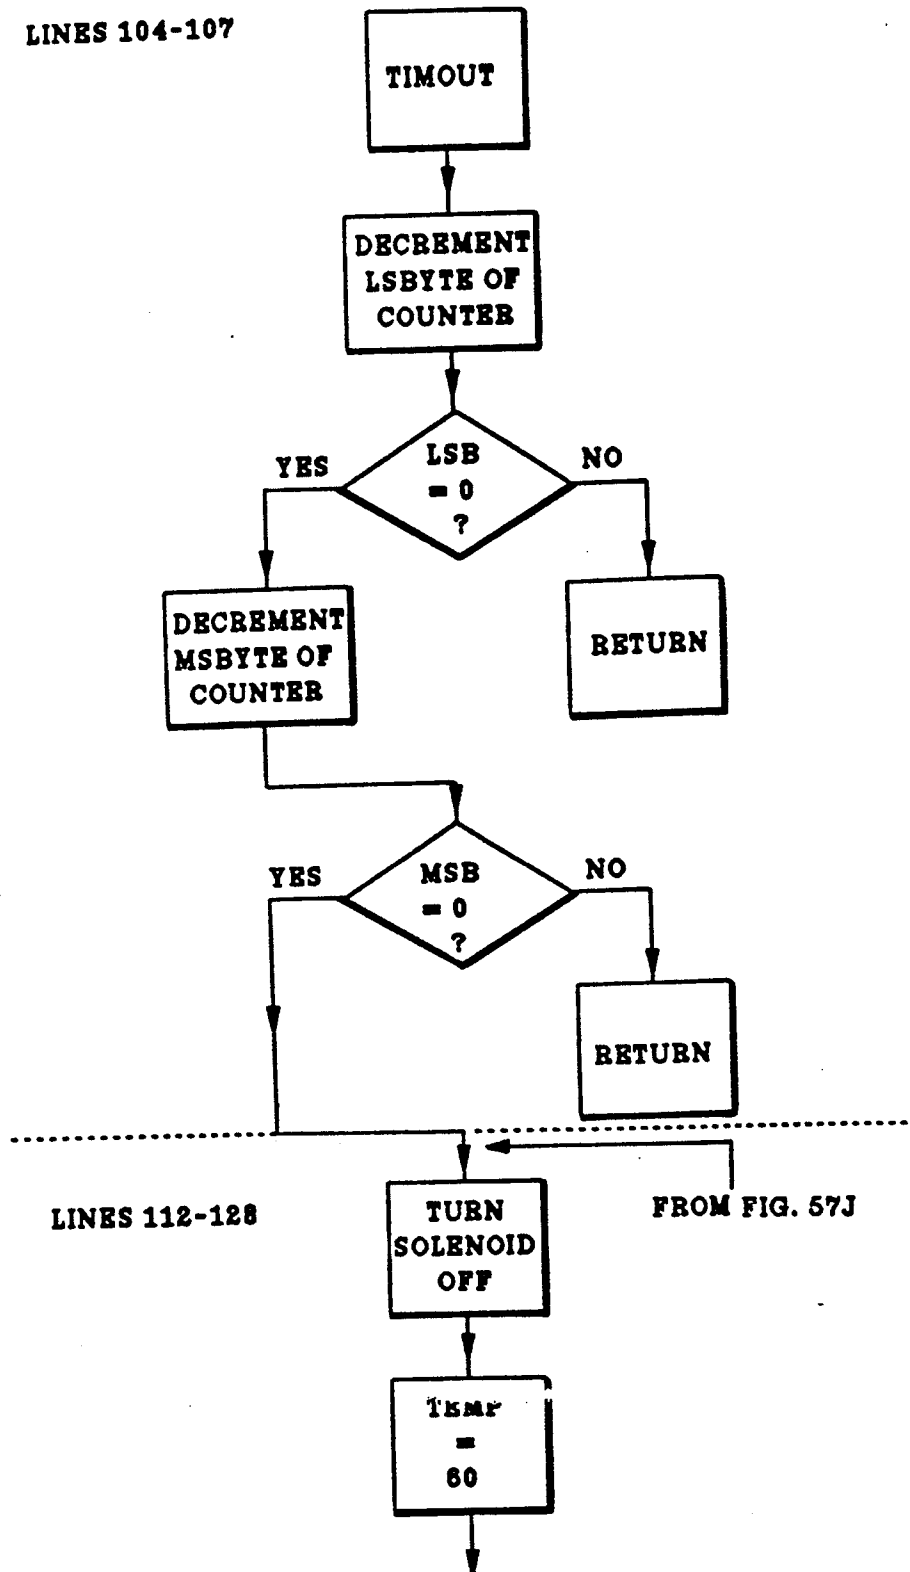 LINES 104-107
TIMOUT
DECREMENT
LSBYTE OF
COUNTER
YES
LSB
= 0
?
NO
DECREMENT
MSBYTE OF
COUNTER
RETURN
YES
MSB
= 0
?
NO
RETURN
LINES 112-128
FROM FIG. 57J
TURN
SOLENOID
OFF
TEMP
=
60